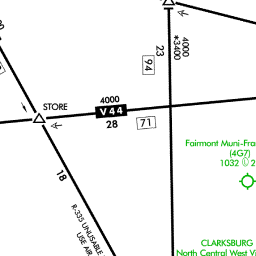 4000
*3400
23
94
STORE
4000
V44
28
71
Fairmont Muni-Fra
(4G7)
1032
18
R-335 UNUSABLE
USE AI
CLARKSBURG
North Central West Vi